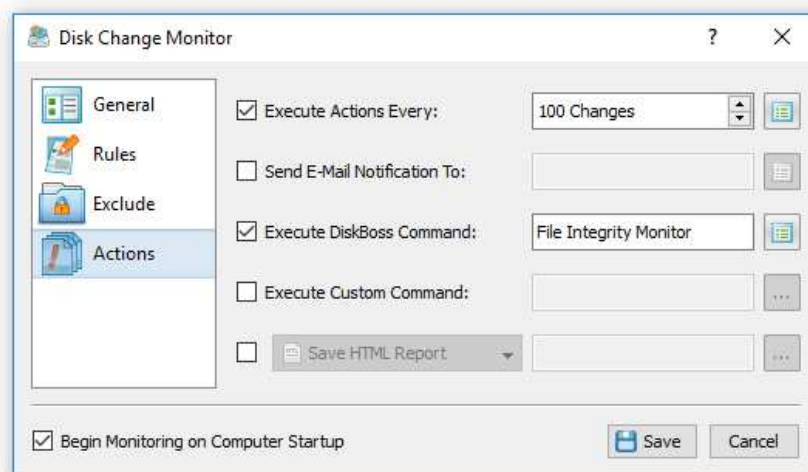 Disk Change Monitor ?
General
Rules
Exclude
Actions
Execute Actions Every: 100 Changes
Send E-Mail Notification To:
Execute DiskBoss Command: File Integrity Monitor
Execute Custom Command: ...
Save HTML Report ...
Begin Monitoring on Computer Startup
Save Cancel